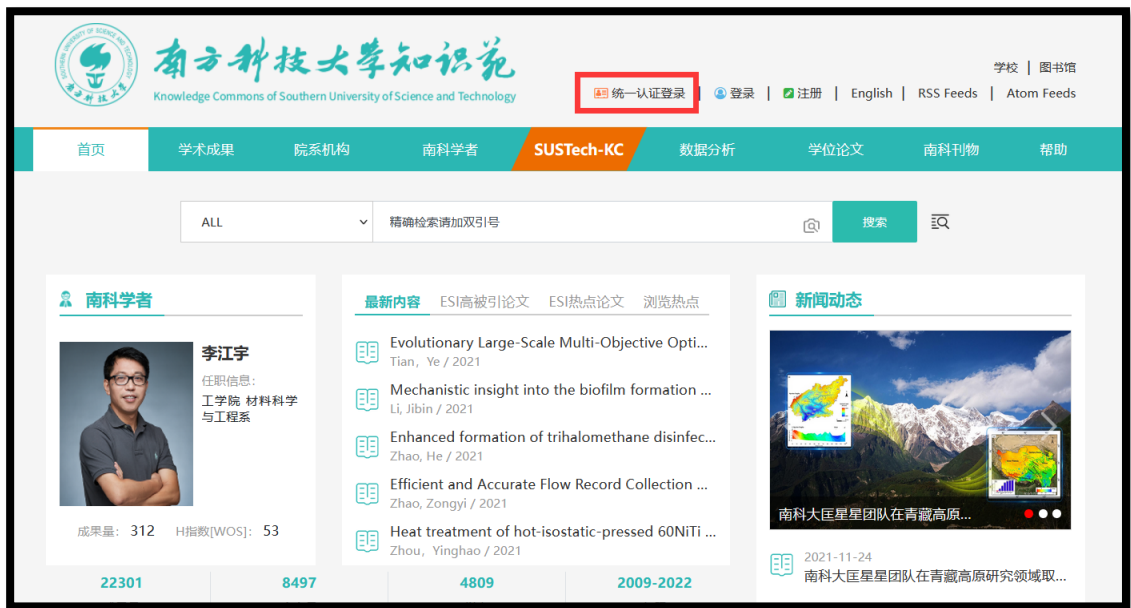 南方科技大学知识苑
Knowledge Commons of Southern University of Science and Technology
学校 | 图书馆
统一认证登录 | 登录 | 注册 | English | RSS Feeds | Atom Feeds
首页 学术成果 院系机构 南科学者 SUSTech-KC 数据分析 学位论文 南科刊物 帮助
ALL 精确检索请加双引号 搜索
南科学者
李江宇
任职信息:
工学院 材料科学
与工程系
成果量: 312 H指数[WOS]: 53
最新内容 ESI高被引论文 ESI热点论文 浏览热点
Evolutionary Large-Scale Multi-Objective Opti...
Tian, Ye / 2021
Mechanistic insight into the biofilm formation ...
Li, Jibin / 2021
Enhanced formation of trihalomethane disinfec...
Zhao, He / 2021
Efficient and Accurate Flow Record Collection ...
Zhao, Zongyi / 2021
Heat treatment of hot-isostatic-pressed 60NiTi ...
Zhou, Yinghao / 2021
新闻动态
南科大匡星星团队在青藏高原...
2021-11-24
南科大匡星星团队在青藏高原研究领域取...
22301 8497 4809 2009-2022